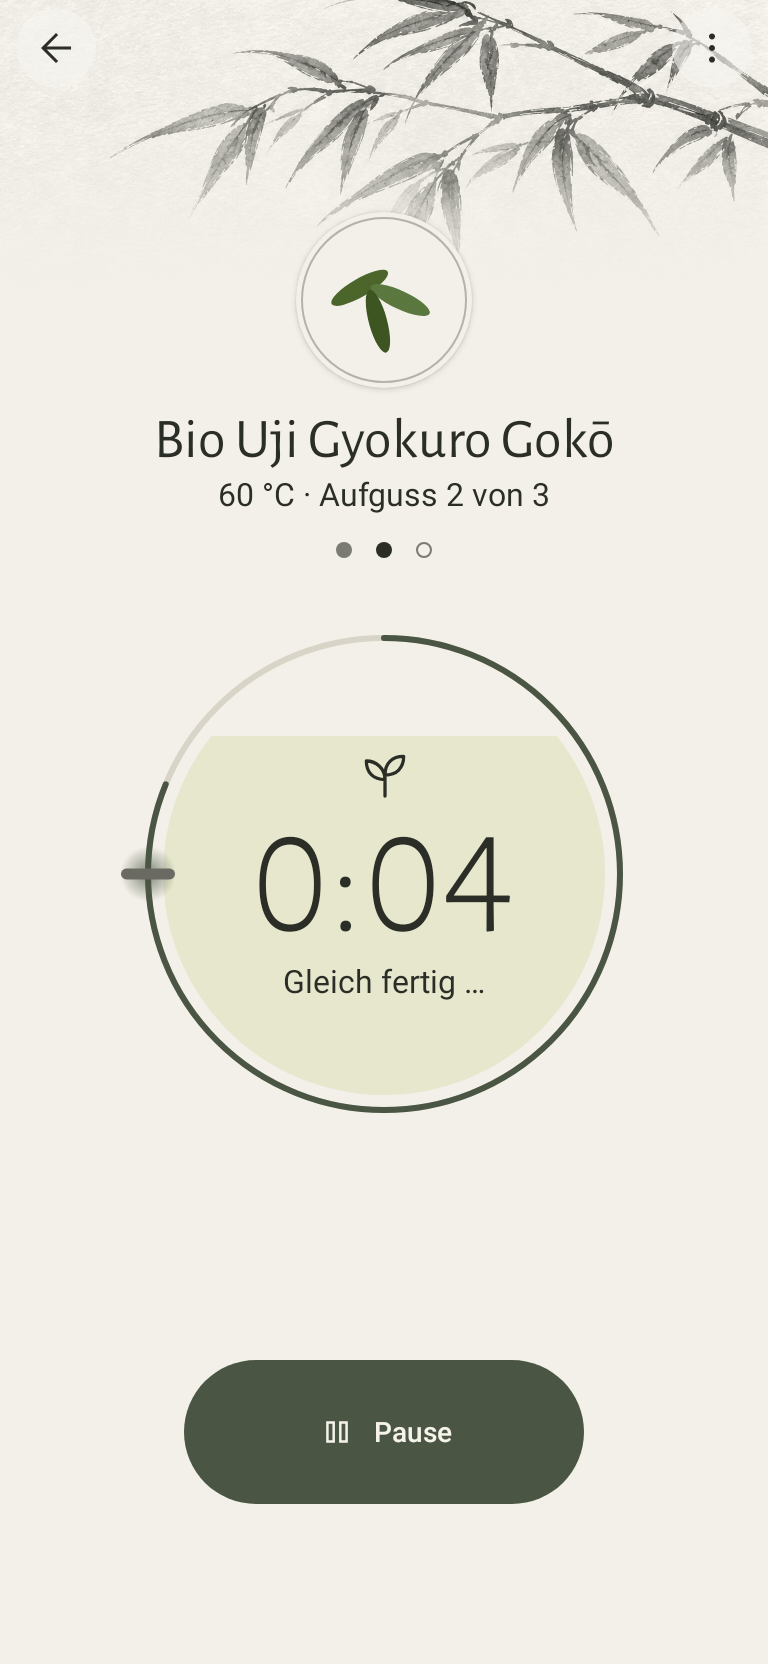 Bio Uji Gyokuro Gokō
60 °C · Aufguss 2 von 3
0:04
Gleich fertig …
Pause